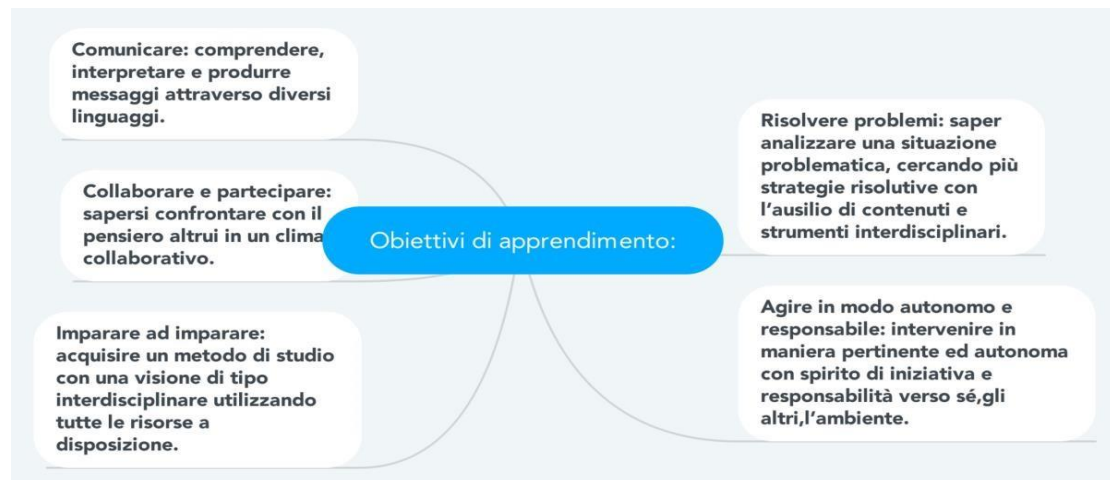 Comunicare: comprendere,
interpretare e produrre
messaggi attraverso diversi
linguaggi.
Collaborare e partecipare:
sapersi confrontare con il
pensiero altrui in un clima
collaborativo.
Imparare ad imparare:
acquisire un metodo di studio
con una visione di tipo
interdisciplinare utilizzando
tutte le risorse a
disposizione.
Obiettivi di apprendimento:
Risolvere problemi: saper
analizzare una situazione
problematica, cercando più
strategie risolutive con
l’ausilio di contenuti e
strumenti interdisciplinari.
Agire in modo autonomo e
responsabile: intervenire in
maniera pertinente ed autonoma
con spirito di iniziativa e
responsabilità verso sé,gli
altri,l’ambiente.